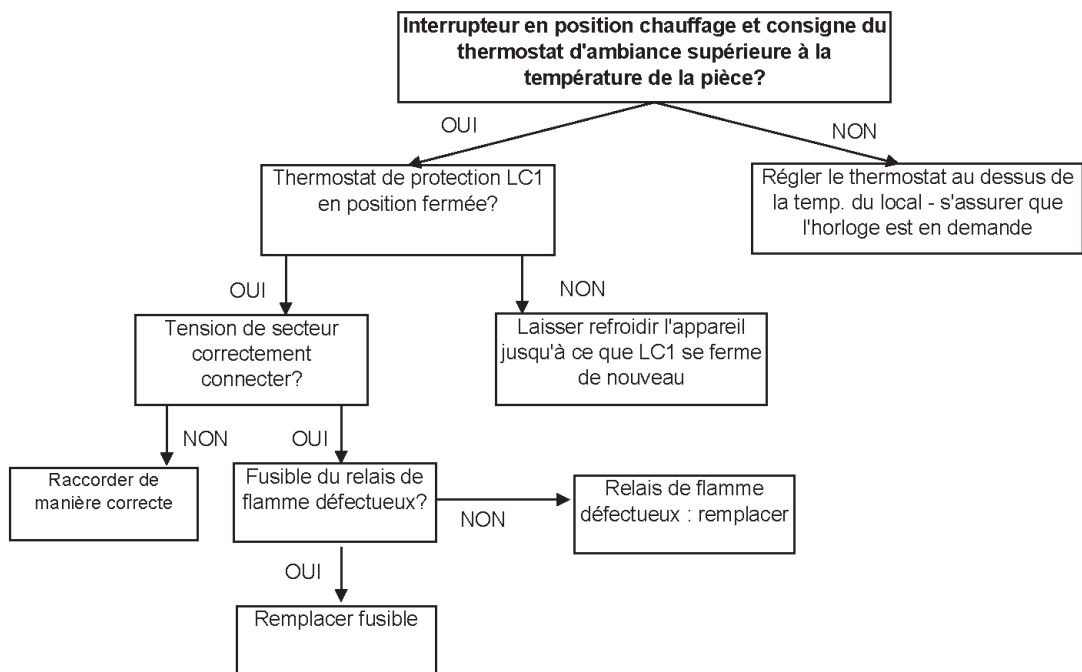 Interrupteur en position chauffage et consigne du
thermostat d'ambiance supérieure à la
température de la pièce?
OUI
NON
Thermostat de protection LC1
en position fermée?
Régler le thermostat au dessus de
la temp. du local - s'assurer que
l'horloge est en demande
OUI
NON
Tension de secteur
correctement
connecter?
Laisser refroidir l'appareil
jusqu'à ce que LC1 se ferme
de nouveau
NON
OUI
Raccorder de
manière correcte
Fusible du relais de
flamme défectueux?
NON
Relais de flamme
défectueux : remplacer
OUI
Remplacer fusible